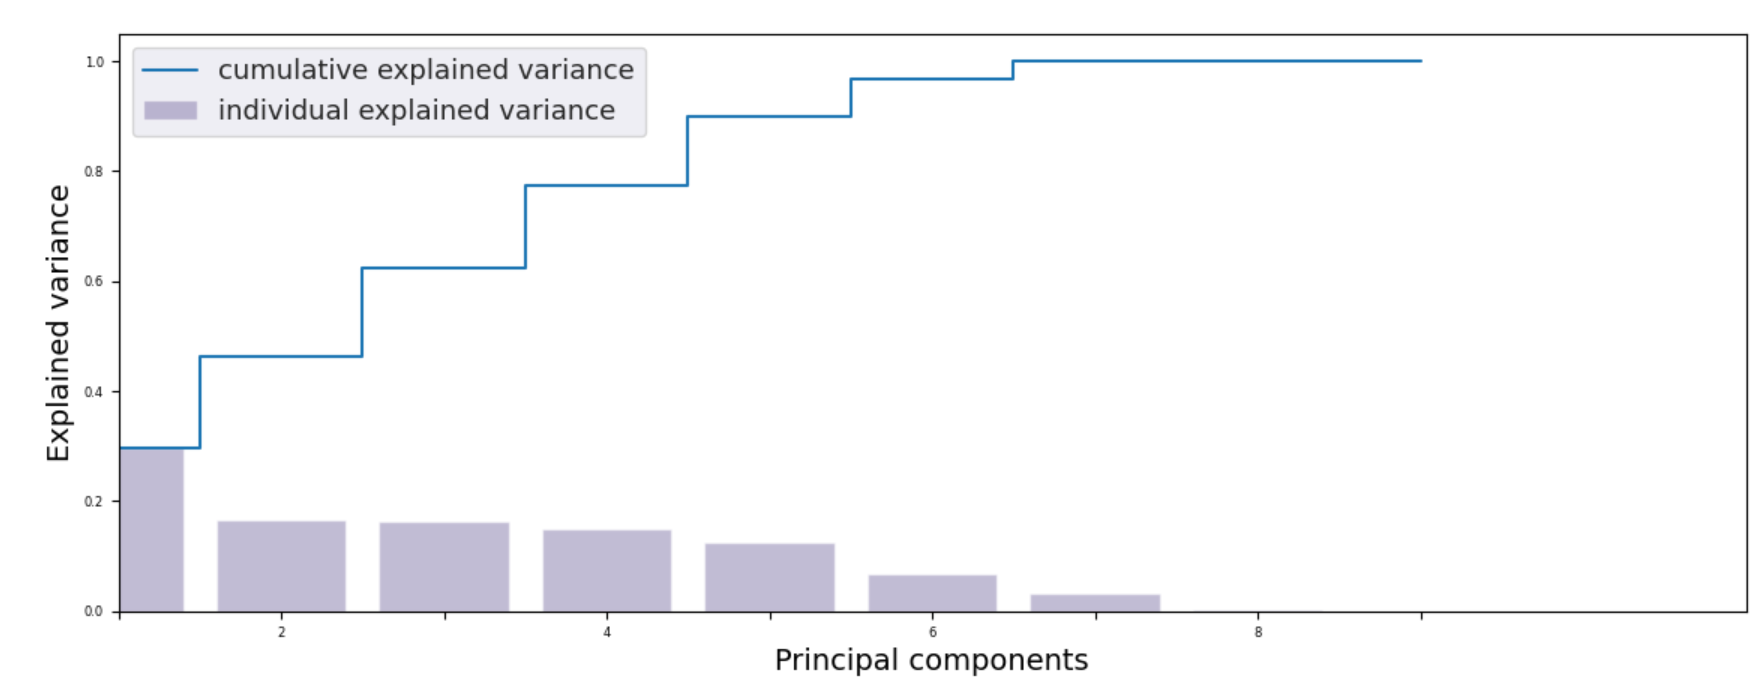 cumulative explained variance
individual explained variance
1.0
0.8
0.6
0.4
0.2
0.0
Explained variance
2 4 6 8
Principal components